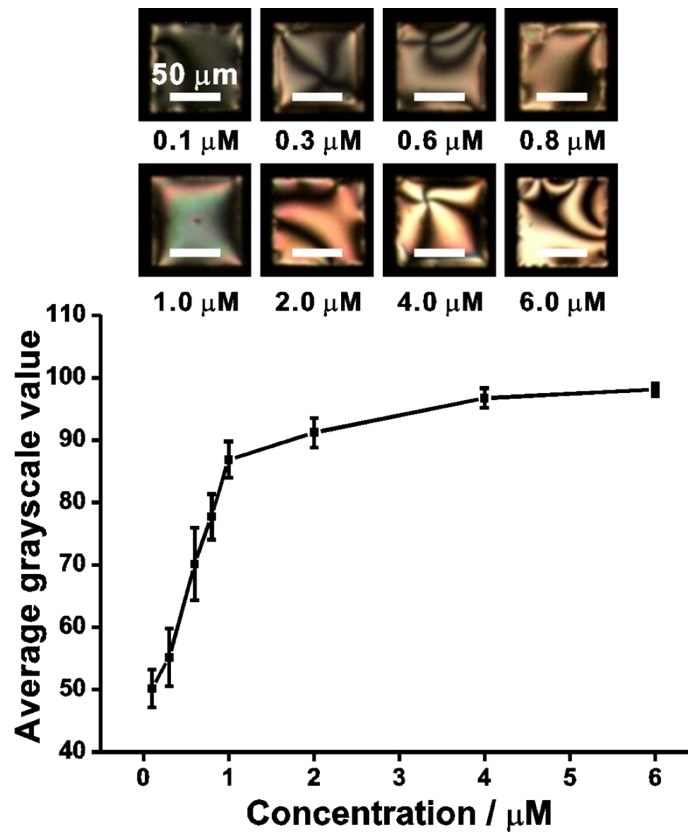 50 μm
0.1 μM 0.3 μM 0.6 μM 0.8 μM
1.0 μM 2.0 μM 4.0 μM 6.0 μM
110
100
90
80
70
60
50
40
Average grayscale value
0 1 2 3 4 5 6
Concentration / μM